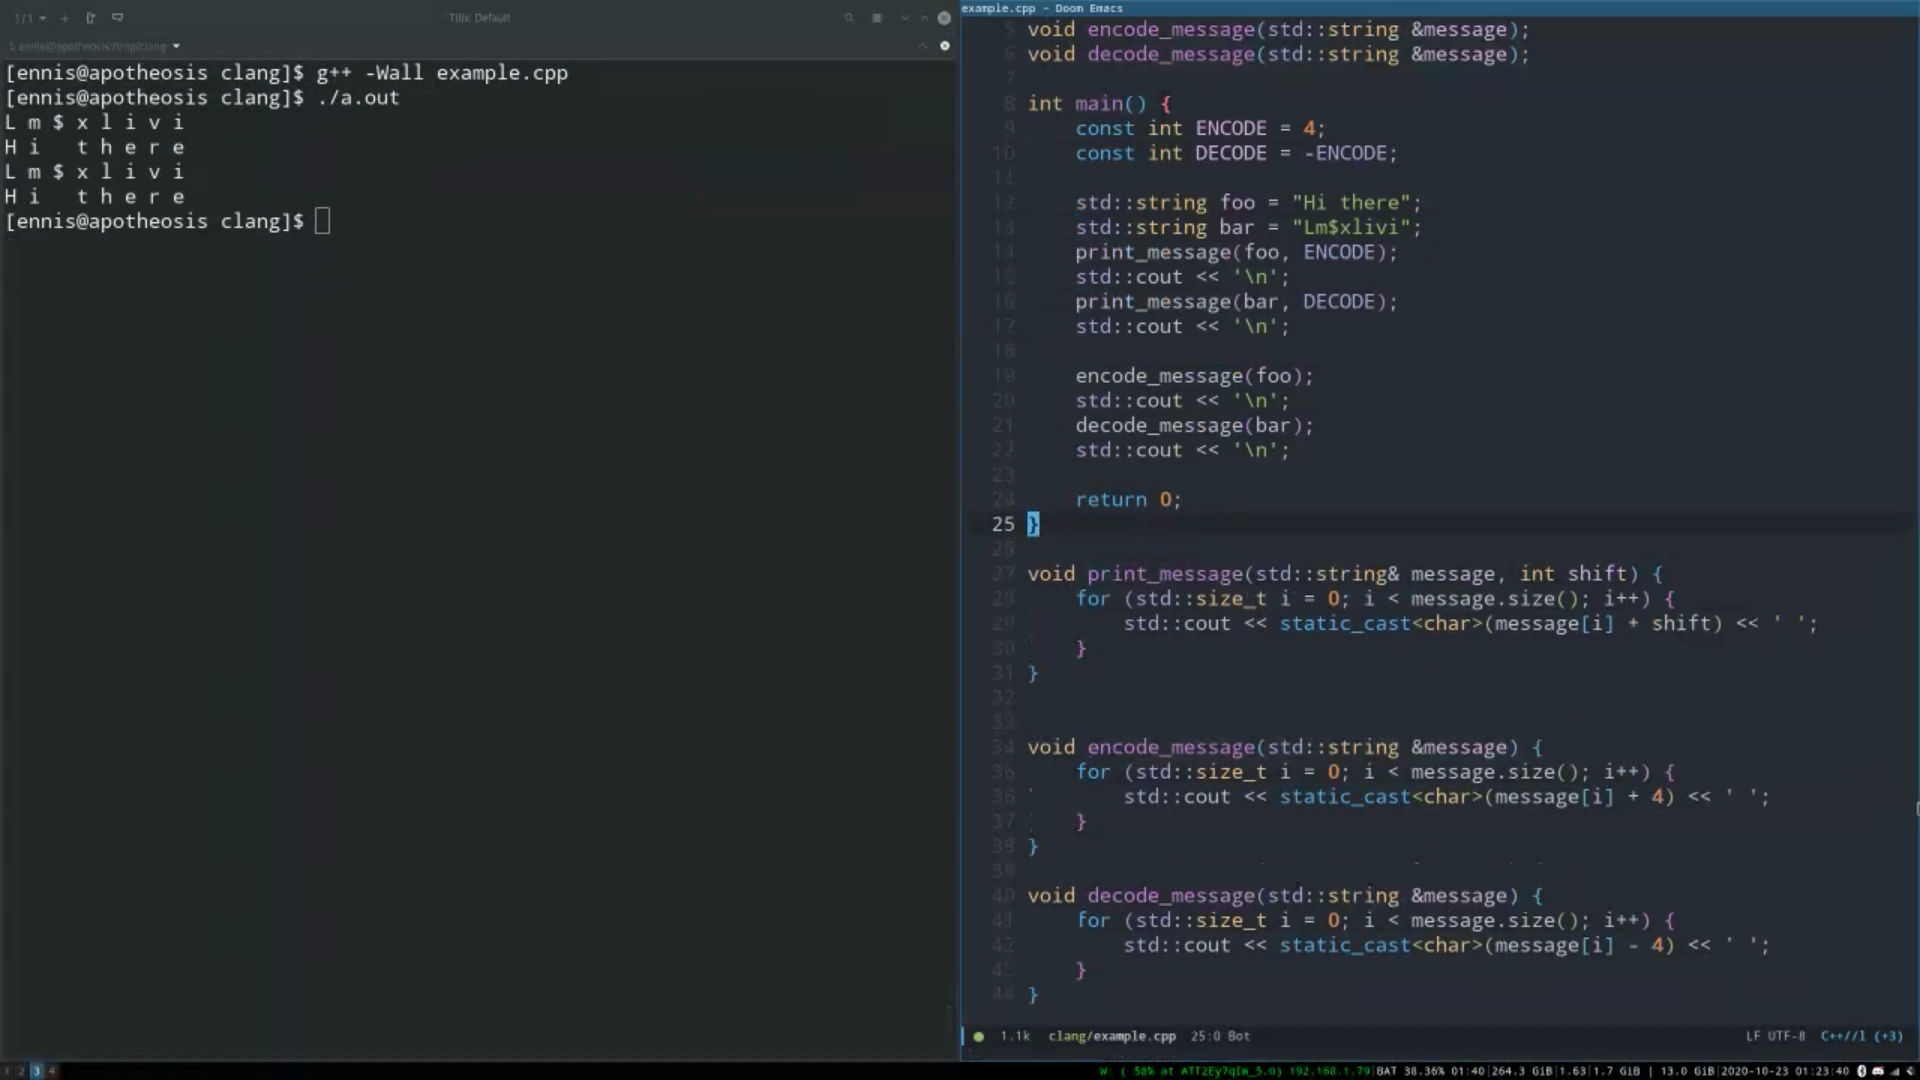 1/1
Tilix: Default
1: ennis@apotheosis:/tmp/clang
[ennis@apotheosis clang]$ g++ -Wall example.cpp
[ennis@apotheosis clang]$ ./a.out
L m $ x l i v i
H i   t h e r e
L m $ x l i v i
H i   t h e r e
[ennis@apotheosis clang]$
example.cpp - Doom Emacs
5 void encode_message(std::string &message);
6 void decode_message(std::string &message);
7
8 int main() {
9     const int ENCODE = 4;
10     const int DECODE = -ENCODE;
11
12     std::string foo = "Hi there";
13     std::string bar = "Lm$xlivi";
14     print_message(foo, ENCODE);
15     std::cout << '\n';
16     print_message(bar, DECODE);
17     std::cout << '\n';
18
19     encode_message(foo);
20     std::cout << '\n';
21     decode_message(bar);
22     std::cout << '\n';
23
24     return 0;
25 }
26
27 void print_message(std::string& message, int shift) {
28     for (std::size_t i = 0; i < message.size(); i++) {
29         std::cout << static_cast<char>(message[i] + shift) << ' ';
30     }
31 }
32
33
34 void encode_message(std::string &message) {
36     for (std::size_t i = 0; i < message.size(); i++) {
36         std::cout << static_cast<char>(message[i] + 4) << ' ';
37     }
38 }
39
40 void decode_message(std::string &message) {
41     for (std::size_t i = 0; i < message.size(); i++) {
42         std::cout << static_cast<char>(message[i] - 4) << ' ';
43     }
44 }
1.1k clang/example.cpp 25:0 Bot LF UTF-8 C++//l (+3)
2 3 4
W: ( 58% at ATT2Ey7qIm_5.0) 192.168.1.79|BAT 38.36% 01:40|264.3 GiB|1.63|1.7 GiB | 13.0 GiB|2020-10-23 01:23:40